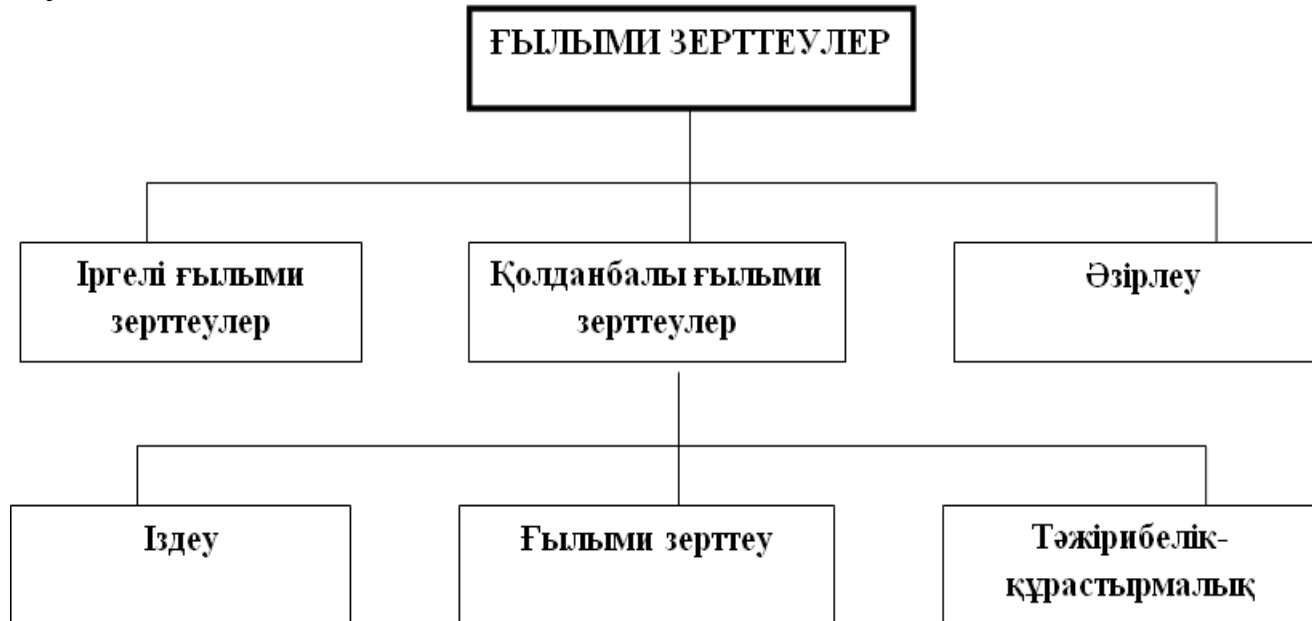 ҒЫЛЫМИ ЗЕРТТЕУЛЕР
Іргелі ғылыми
зерттеулер
Қолданбалы ғылыми
зерттеулер
Әзірлеу
Іздеу
Ғылыми зерттеу
Тәжірибелік-
құрастырмалық